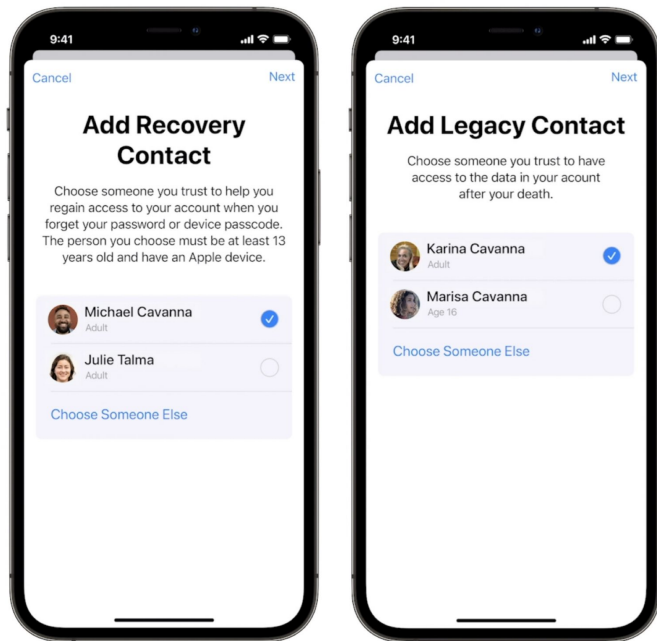 9:41
Cancel
Next
Add Recovery
Contact
Choose someone you trust to help you
regain access to your account when you
forget your password or device passcode.
The person you choose must be at least 13
years old and have an Apple device.
Michael Cavanna
Adult
Julie Talma
Adult
Choose Someone Else
9:41
Cancel
Next
Add Legacy Contact
Choose someone you trust to have
access to the data in your acount
after your death.
Karina Cavanna
Adult
Marisa Cavanna
Age 16
Choose Someone Else